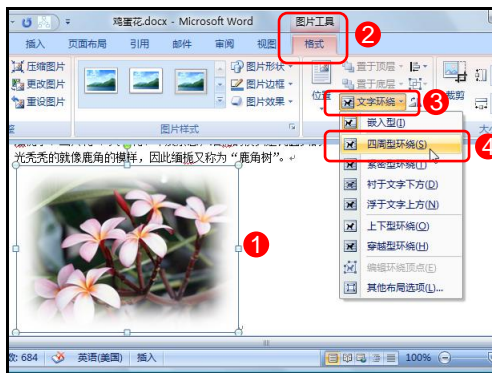 鸡蛋花.docx - Microsoft Word
图片工具
插入 页面布局 引用 邮件 审阅 视图 格式
2
压缩图片
更改图片
重设图片
图片形状
图片边框
图片效果
图片样式
位置
置于顶层
置于底层
文字环绕
裁剪
3
嵌入型(I)
四周型环绕(S)
4
紧密型环绕(T)
衬于文字下方(D)
浮于文字上方(N)
上下型环绕(O)
穿越型环绕(H)
编辑环绕顶点(E)
其他布局选项(L)...
光秃秃的就像鹿角的模样，因此缅栀又称为“鹿角树”。
1
数: 684 英语(美国) 插入 100%